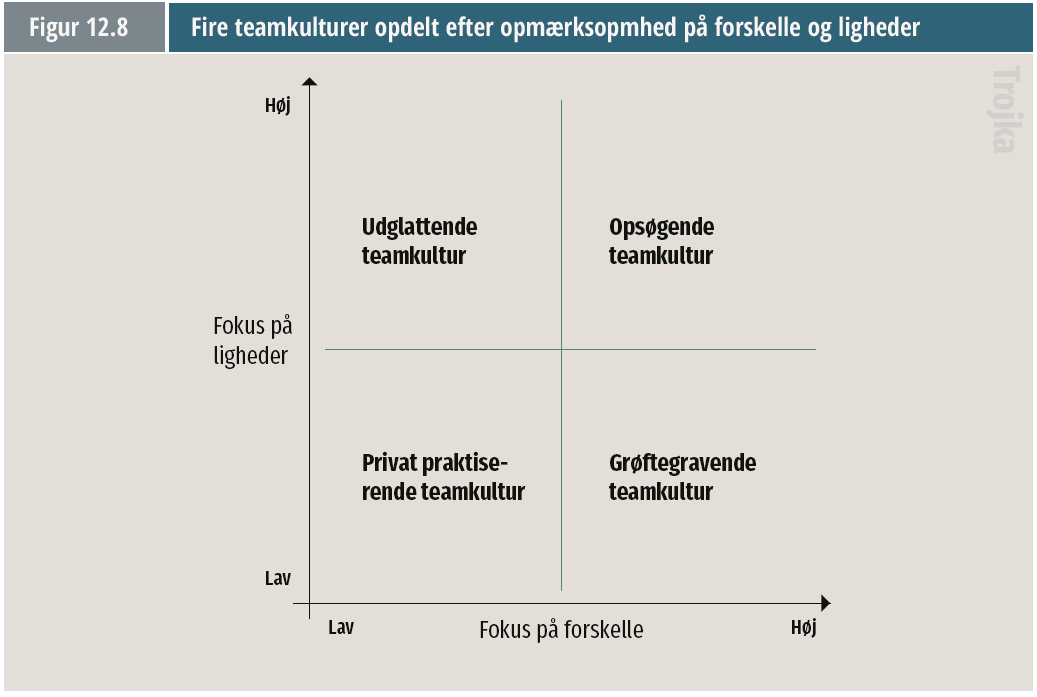 Figur 12.8
Fire teamkulturer opdelt efter opmærksopmhed på forskelle og ligheder
Trojka
Høj
Udglattende
teamkultur
Opsøgende
teamkultur
Fokus på
ligheder
Privat praktise-
rende teamkultur
Grøftegravende
teamkultur
Lav
Lav
Fokus på forskelle
Høj